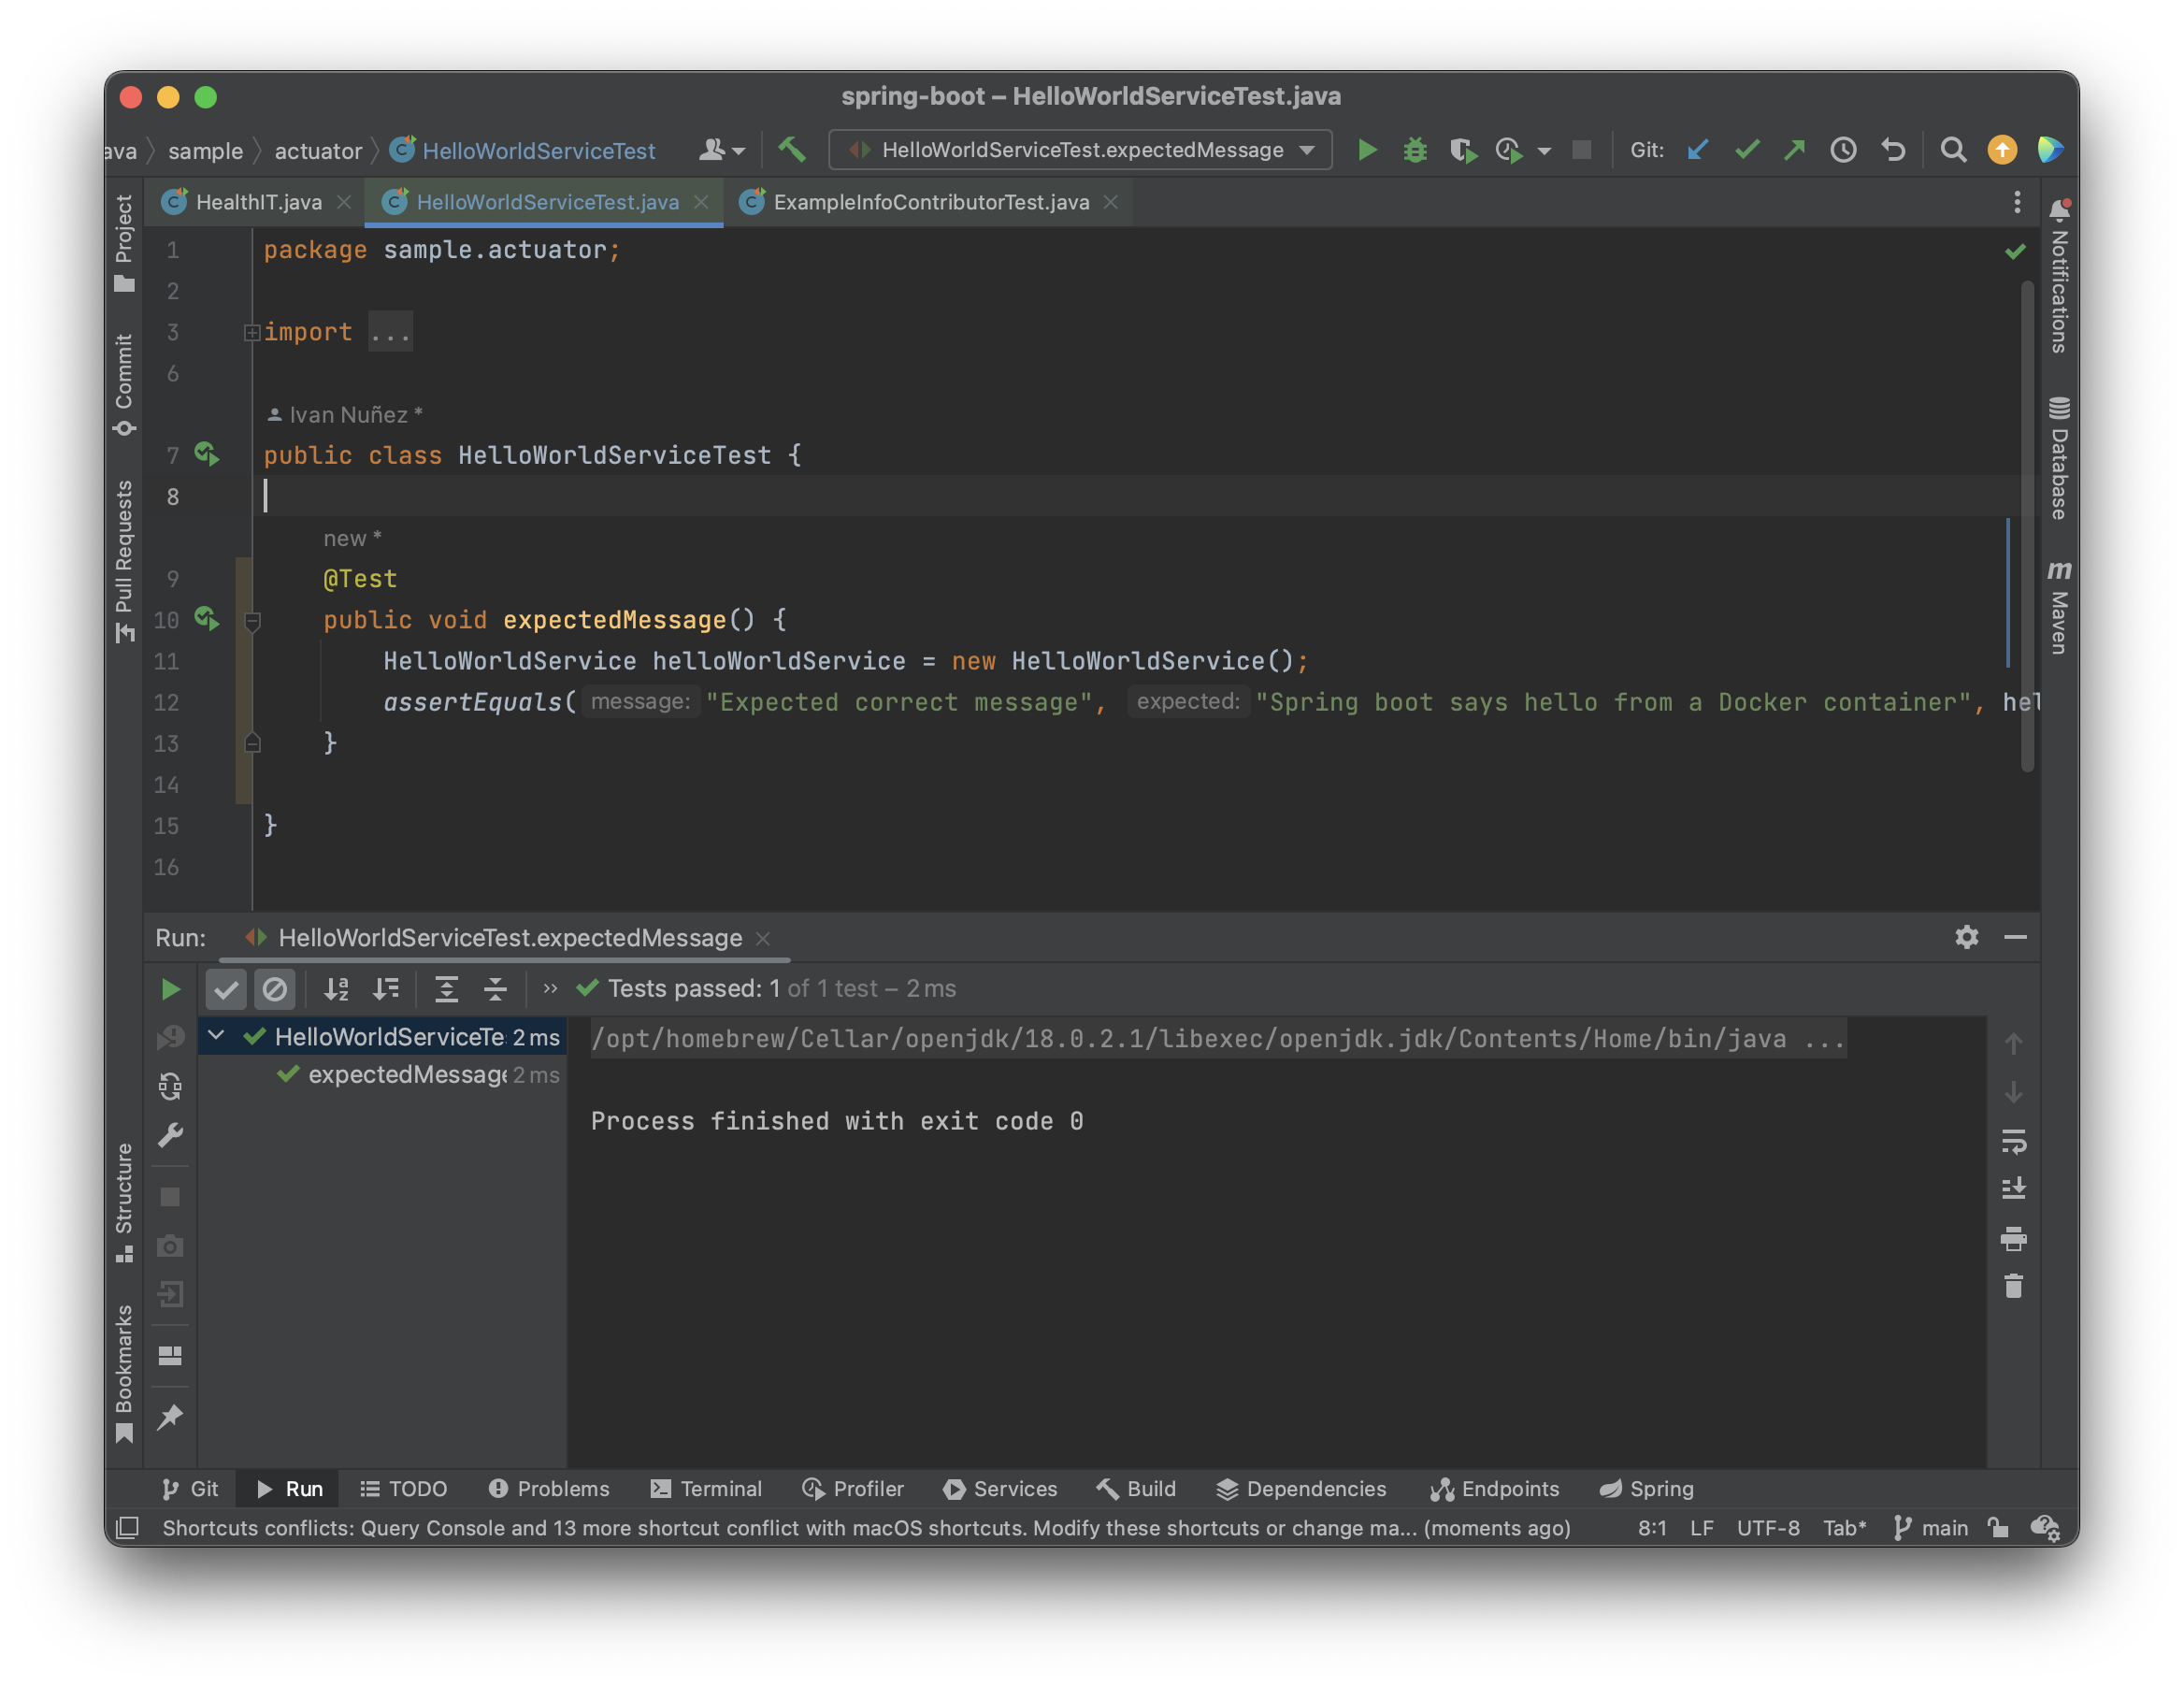 spring-boot – HelloWorldServiceTest.java
ava sample actuator HelloWorldServiceTest HelloWorldServiceTest.expectedMessage Git:
HealthIT.java HelloWorldServiceTest.java ExampleInfoContributorTest.java
Project
Commit
Pull Requests
Structure
Bookmarks
1 package sample.actuator;
2
3 import ...
6
Ivan Nuñez *
7 public class HelloWorldServiceTest {
8
new *
9 @Test
10 public void expectedMessage() {
11 HelloWorldService helloWorldService = new HelloWorldService();
12 assertEquals( message: "Expected correct message", expected: "Spring boot says hello from a Docker container", hel
13 }
14
15 }
16
Notifications
Database
m Maven
Run: HelloWorldServiceTest.expectedMessage
Tests passed: 1 of 1 test – 2 ms
HelloWorldServiceTe 2 ms
expectedMessage 2 ms
/opt/homebrew/Cellar/openjdk/18.0.2.1/libexec/openjdk.jdk/Contents/Home/bin/java ...
Process finished with exit code 0
Git Run TODO Problems Terminal Profiler Services Build Dependencies Endpoints Spring
Shortcuts conflicts: Query Console and 13 more shortcut conflict with macOS shortcuts. Modify these shortcuts or change ma... (moments ago) 8:1 LF UTF-8 Tab* main